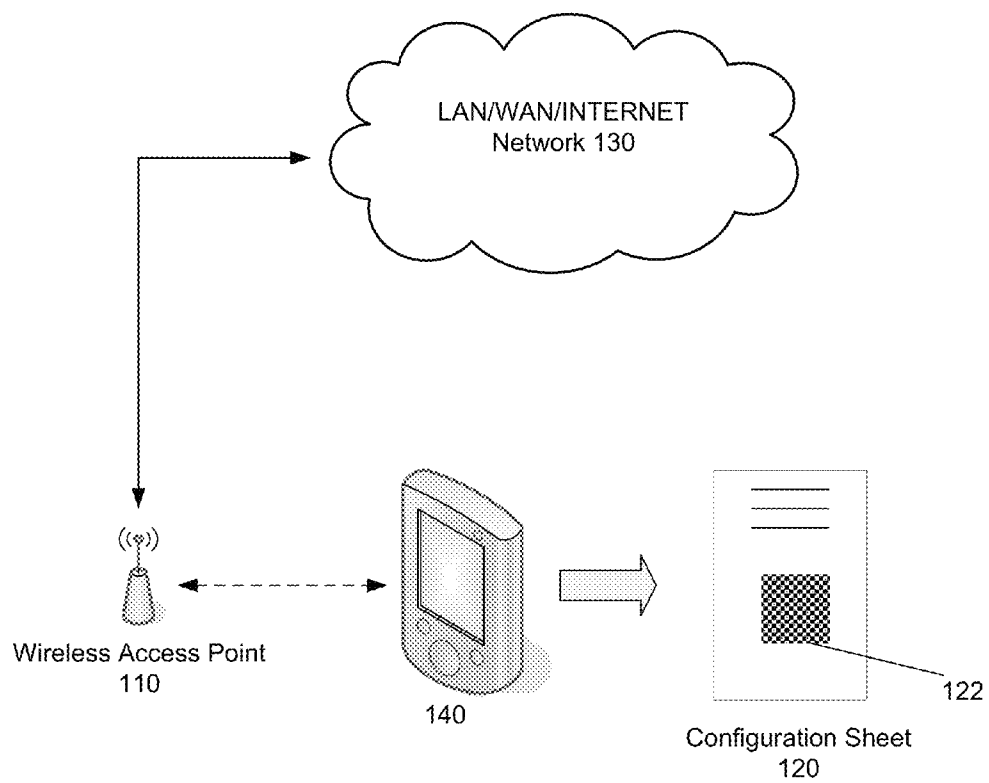 LAN/WAN/INTERNET
Network 130
Wireless Access Point
110
140
122
Configuration Sheet
120